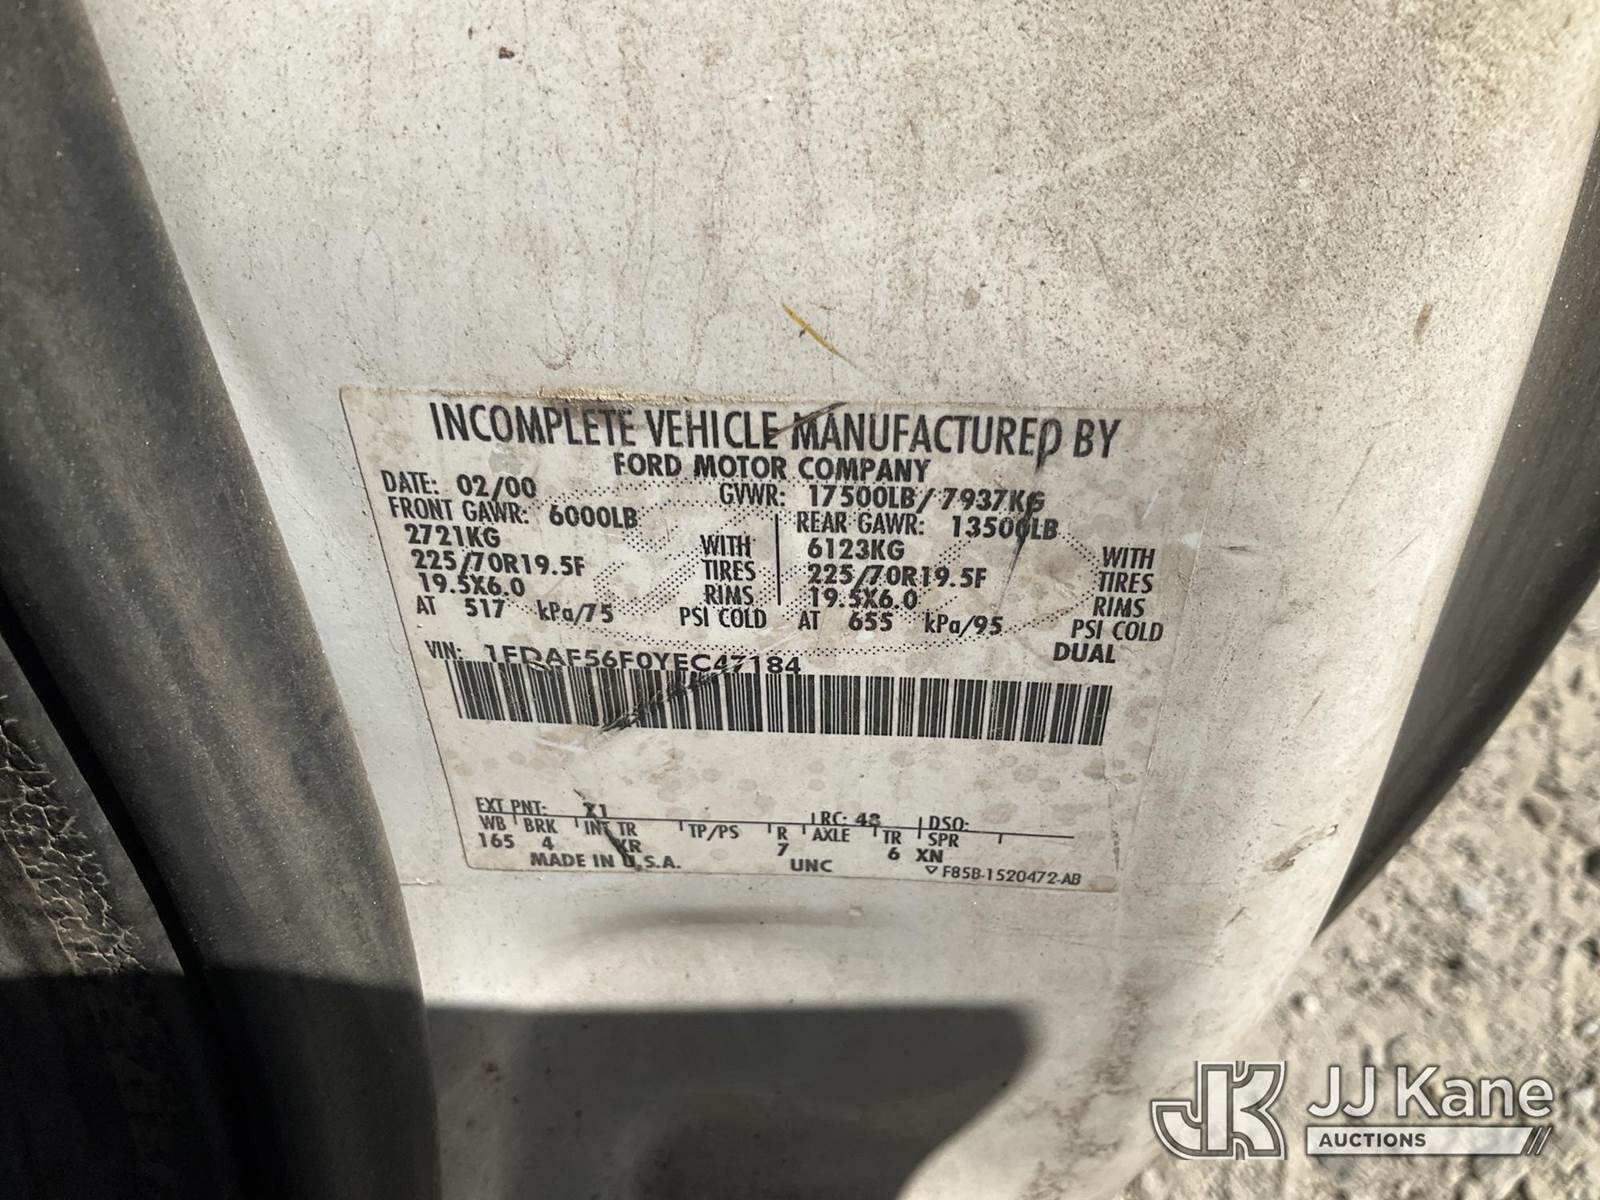 INCOMPLETE VEHICLE MANUFACTURED BY
FORD MOTOR COMPANY
DATE: 02/00 GVWR: 17500LB/ 7937KG
FRONT GAWR: 6000LB REAR GAWR: 13500LB
2721KG WITH 6123KG WITH
225/70R19.5F TIRES 225/70R19.5F TIRES
19.5X6.0 RIMS 19.5X6.0 RIMS
AT 517 kPa/75 PSI COLD AT 655 kPa/95 PSI COLD
DUAL
VIN: 1FDAF56F0YEC47184
EXT PNT: Z1 RC: 48 DSO:
WB BRK INT TR TP/PS R AXLE TR SPR
165 4 KR 7 6 XN
MADE IN U.S.A. UNC F85B-1520472-AB
JJ Kane
AUCTIONS